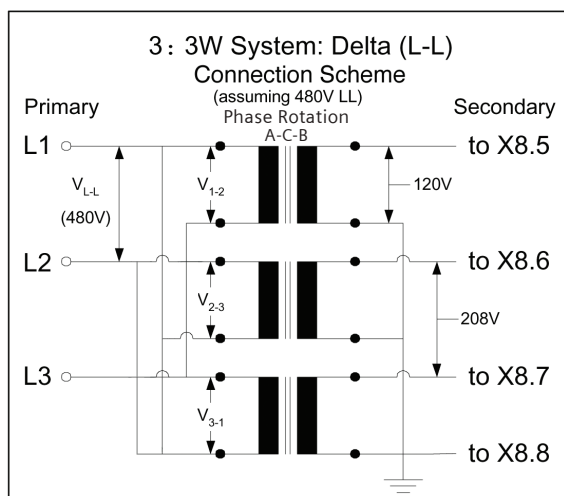 3: 3W System: Delta (L-L)
Connection Scheme
(assuming 480V LL)
Phase Rotation
A-C-B
Primary
Secondary
L1
to X8.5
V1-2
120V
VL-L
(480V)
L2
to X8.6
V2-3
208V
L3
to X8.7
V3-1
to X8.8